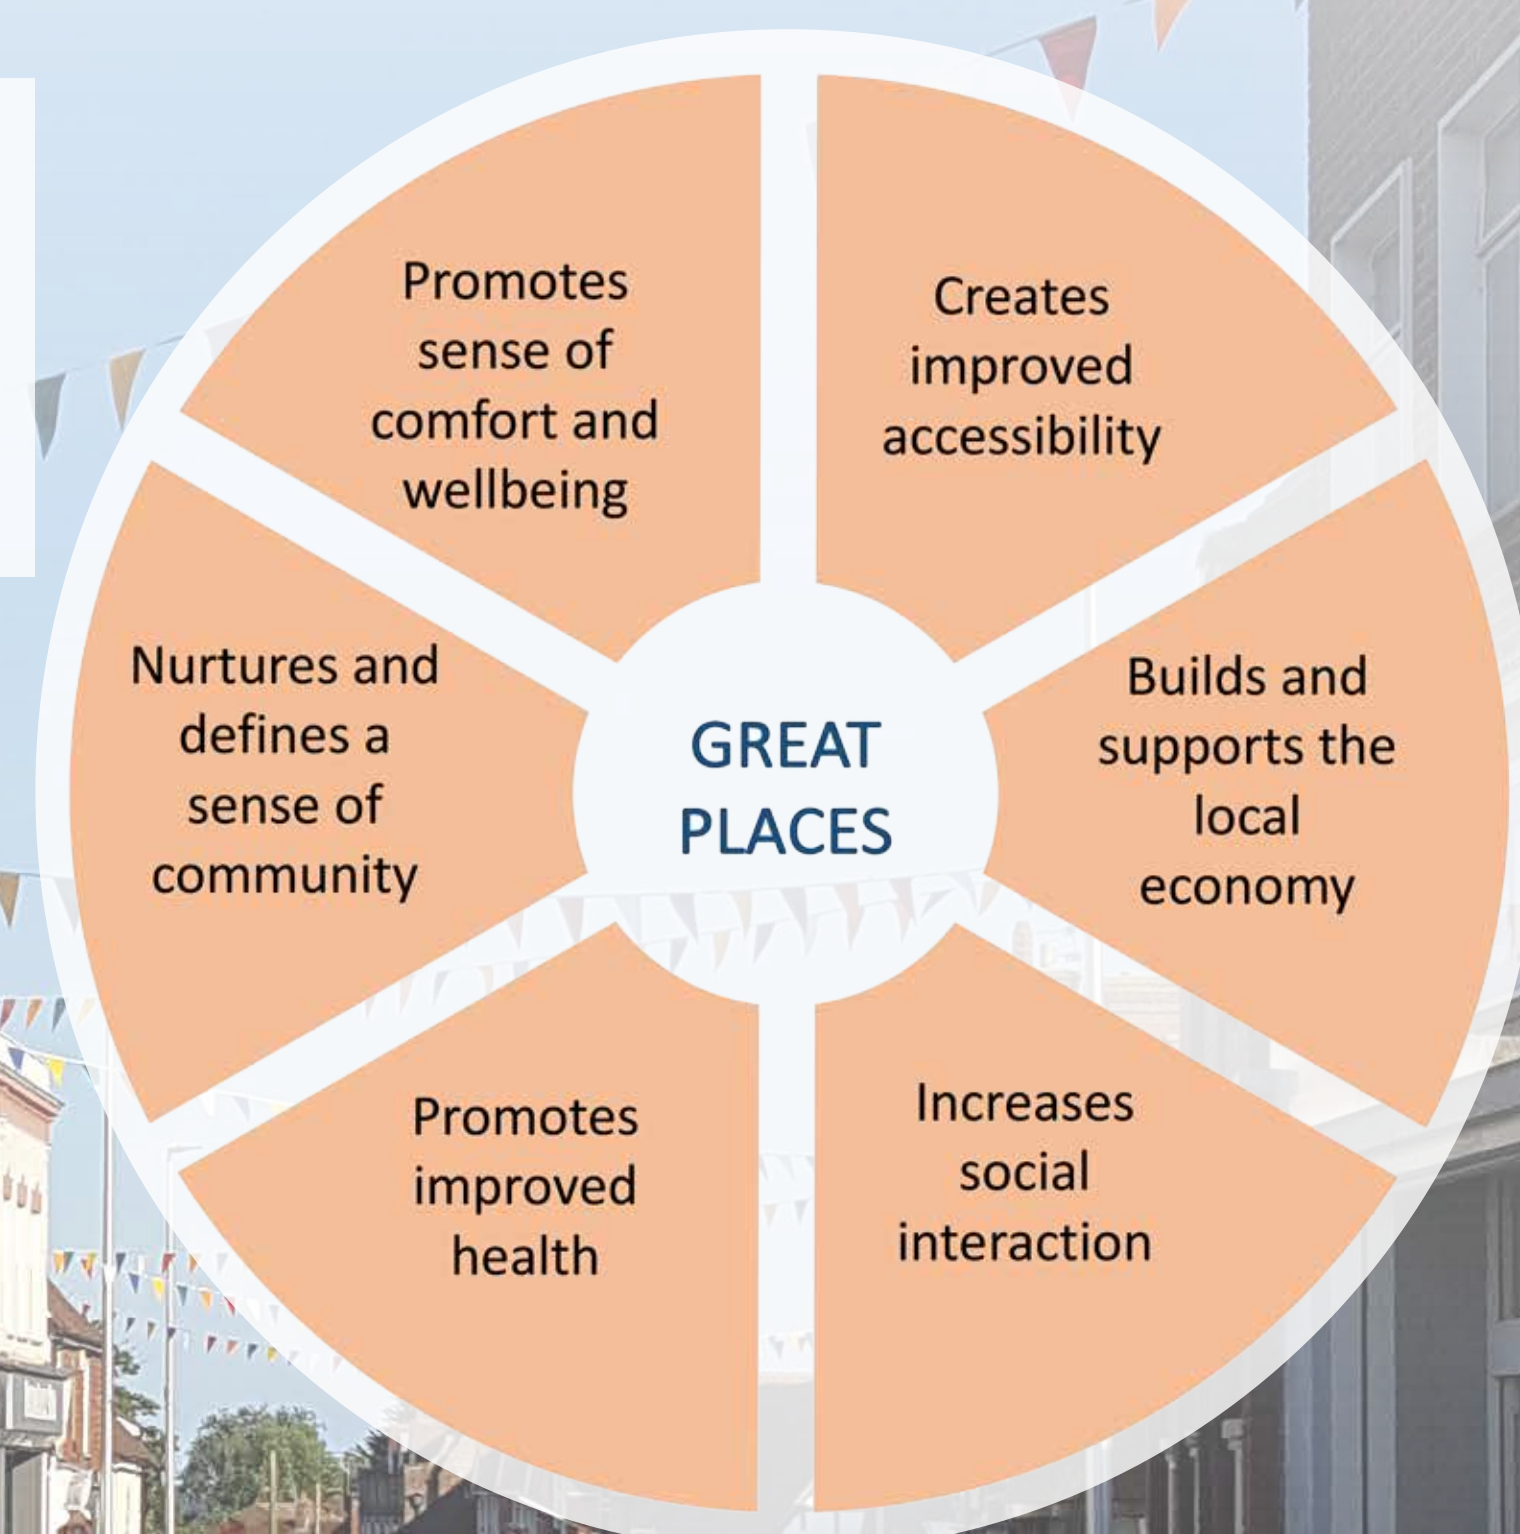 Promotes
sense of
comfort and
wellbeing
Creates
improved
accessibility
Nurtures and
defines a
sense of
community
GREAT
PLACES
Builds and
supports the
local
economy
Promotes
improved
health
Increases
social
interaction